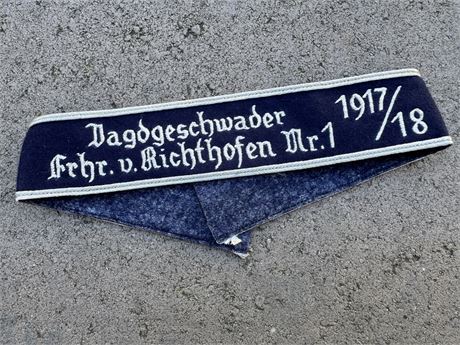 Jagdgeschwader
Frhr. v. Richthofen Nr. 1 1917/18